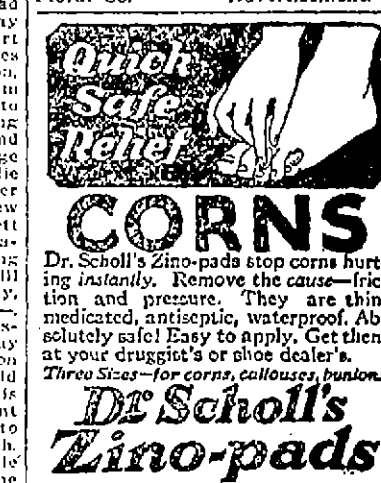 Quick
Safe
Relief
CORNS
Dr. Scholl's Zino-pads stop corns hurt
ing instantly. Remove the cause—fric
tion and pressure. They are thin
medicated, antiseptic, waterproof. Ab
solutely safe! Easy to apply. Get then
at your druggist's or shoe dealer's.
Three Sizes—for corns, callouses, bunion
Dr Scholl's
Zino-pads